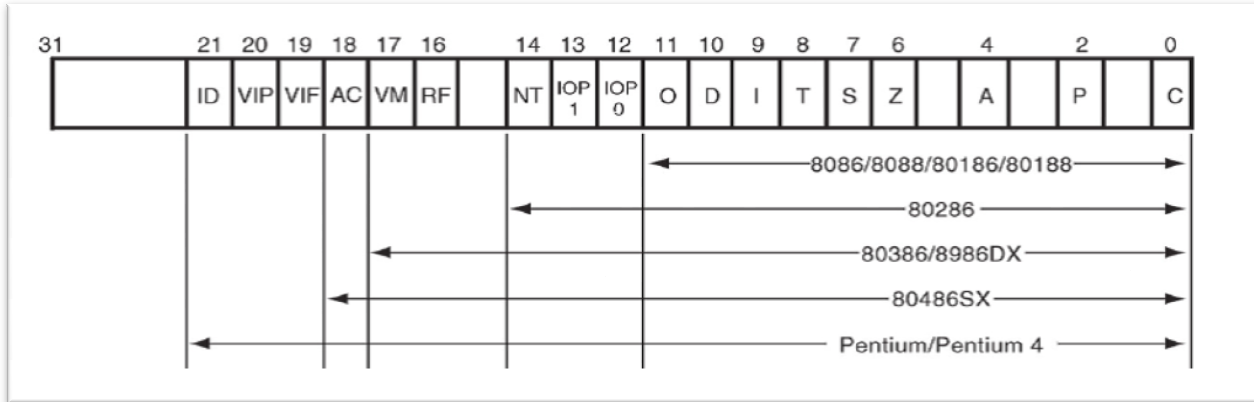 31 21 20 19 18 17 16 14 13 12 11 10 9 8 7 6 4 2 0
ID VIP VIF AC VM RF NT IOP 1 IOP 0 O D I T S Z A P C
8086/8088/80186/80188
80286
80386/8986DX
80486SX
Pentium/Pentium 4